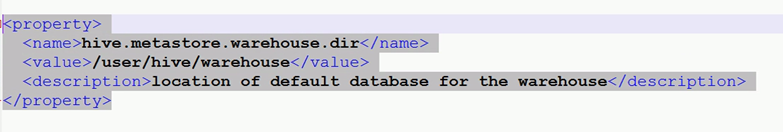 <property>
<name>hive.metastore.warehouse.dir</name>
<value>/user/hive/warehouse</value>
<description>location of default database for the warehouse</description>
</property>